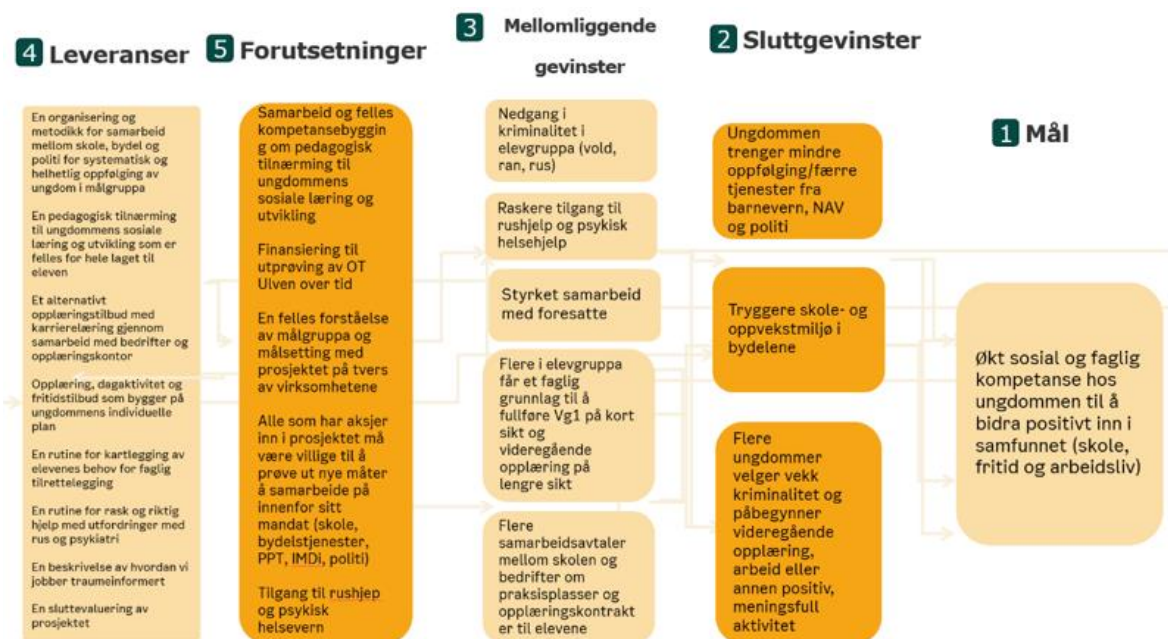 4 Leveranser
En organisering og
metodikk for samarbeid
mellom skole, bydel og
politi for systematisk og
helhetlig oppfølging av
ungdom i målgruppa
En pedagogisk tilnærming
til ungdommens sosiale
læring og utvikling som er
felles for hele laget til
eleven
Et alternativt
opplæringstilbud med
karrierelæring gjennom
samarbeid med bedrifter og
opplæringskontor
Opplæring, dagaktivitet og
fritidstilbud som bygger på
ungdommens individuelle
plan
En rutine for kartlegging av
elevenes behov for faglig
tilrettelegging
En rutine for rask og riktig
hjelp med utfordringer med
rus og psykiatri
En beskrivelse av hvordan vi
jobber traumeinformert
En sluttevaluering av
prosjektet
5 Forutsetninger
Samarbeid og felles
kompetansebyggin
g om pedagogisk
tilnærming til
ungdommens
sosiale læring og
utvikling
Finansiering til
utprøving av OT
Ulven over tid
En felles forståelse
av målgruppa og
målsetting med
prosjektet på tvers
av virksomhetene
Alle som har aksjer
inn i prosjektet må
være villige til å
prøve ut nye måter
å samarbeide på
innenfor sitt
mandat (skole,
bydelstjenester,
PPT, IMDi, politi)
Tilgang til rushjep
og psykisk
helsevern
3 Mellomliggende
gevinster
Nedgang i
kriminalitet i
elevgruppa (vold,
ran, rus)
Raskere tilgang til
rushjelp og psykisk
helsehjelp
Styrket samarbeid
med foresatte
Flere i elevgruppa
får et faglig
grunnlag til å
fullføre Vg1 på kort
sikt og
videregående
opplæring på
lengre sikt
Flere
samarbeidsavtaler
mellom skolen og
bedrifter om
praksisplasser og
opplæringskontrakt
er til elevene
2 Sluttgevinster
Ungdommen
trenger mindre
oppfølging/færre
tjenester fra
barnevern, NAV
og politi
Tryggere skole- og
oppvekstmiljø i
bydelene
Flere
ungdommer
velger vekk
kriminalitet og
påbegynner
videregående
opplæring,
arbeid eller
annen positiv,
meningsfull
aktivitet
1 Mål
Økt sosial og faglig
kompetanse hos
ungdommen til å
bidra positivt inn i
samfunnet (skole,
fritid og arbeidsliv)